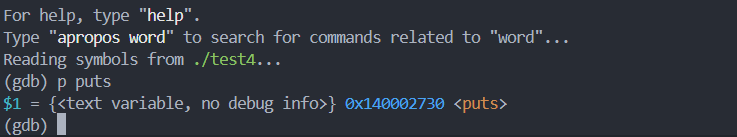 For help, type "help".
Type "apropos word" to search for commands related to "word"...
Reading symbols from ./test4...
(gdb) p puts
$1 = {<text variable, no debug info>} 0x140002730 <puts>
(gdb)